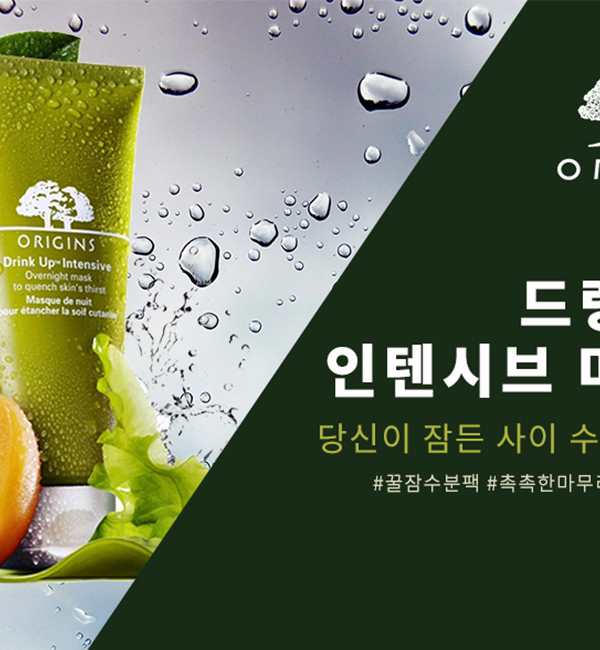 ORIGINS
Drink Up™ Intensive
Overnight mask
to quench skin's thirst
Masque de nuit
pour étancher la soif cutanée
O
드링
인텐시브
당신이 잠든 사이 수
#꿀잠수분팩 #촉촉한마무리